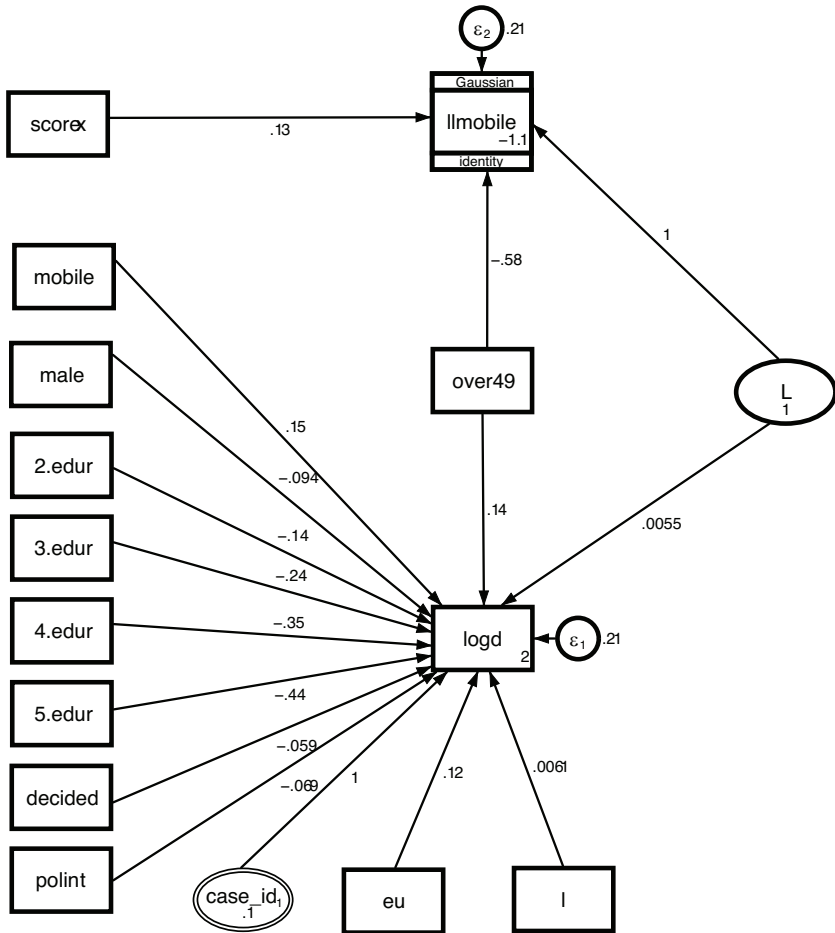 ε2 .21
Gaussian
scorex
.13
llmobile
−1.1
identity
1
mobile
−.58
male
over49
L
1
.15
−.094
2.edur
.14
.0055
−.14
3.edur
−.24
4.edur
−.35
logd
2
ε1 .21
5.edur
−.44
−.059
decided
−.069
1
.12
.0061
polint
case_id1
.1
eu
l